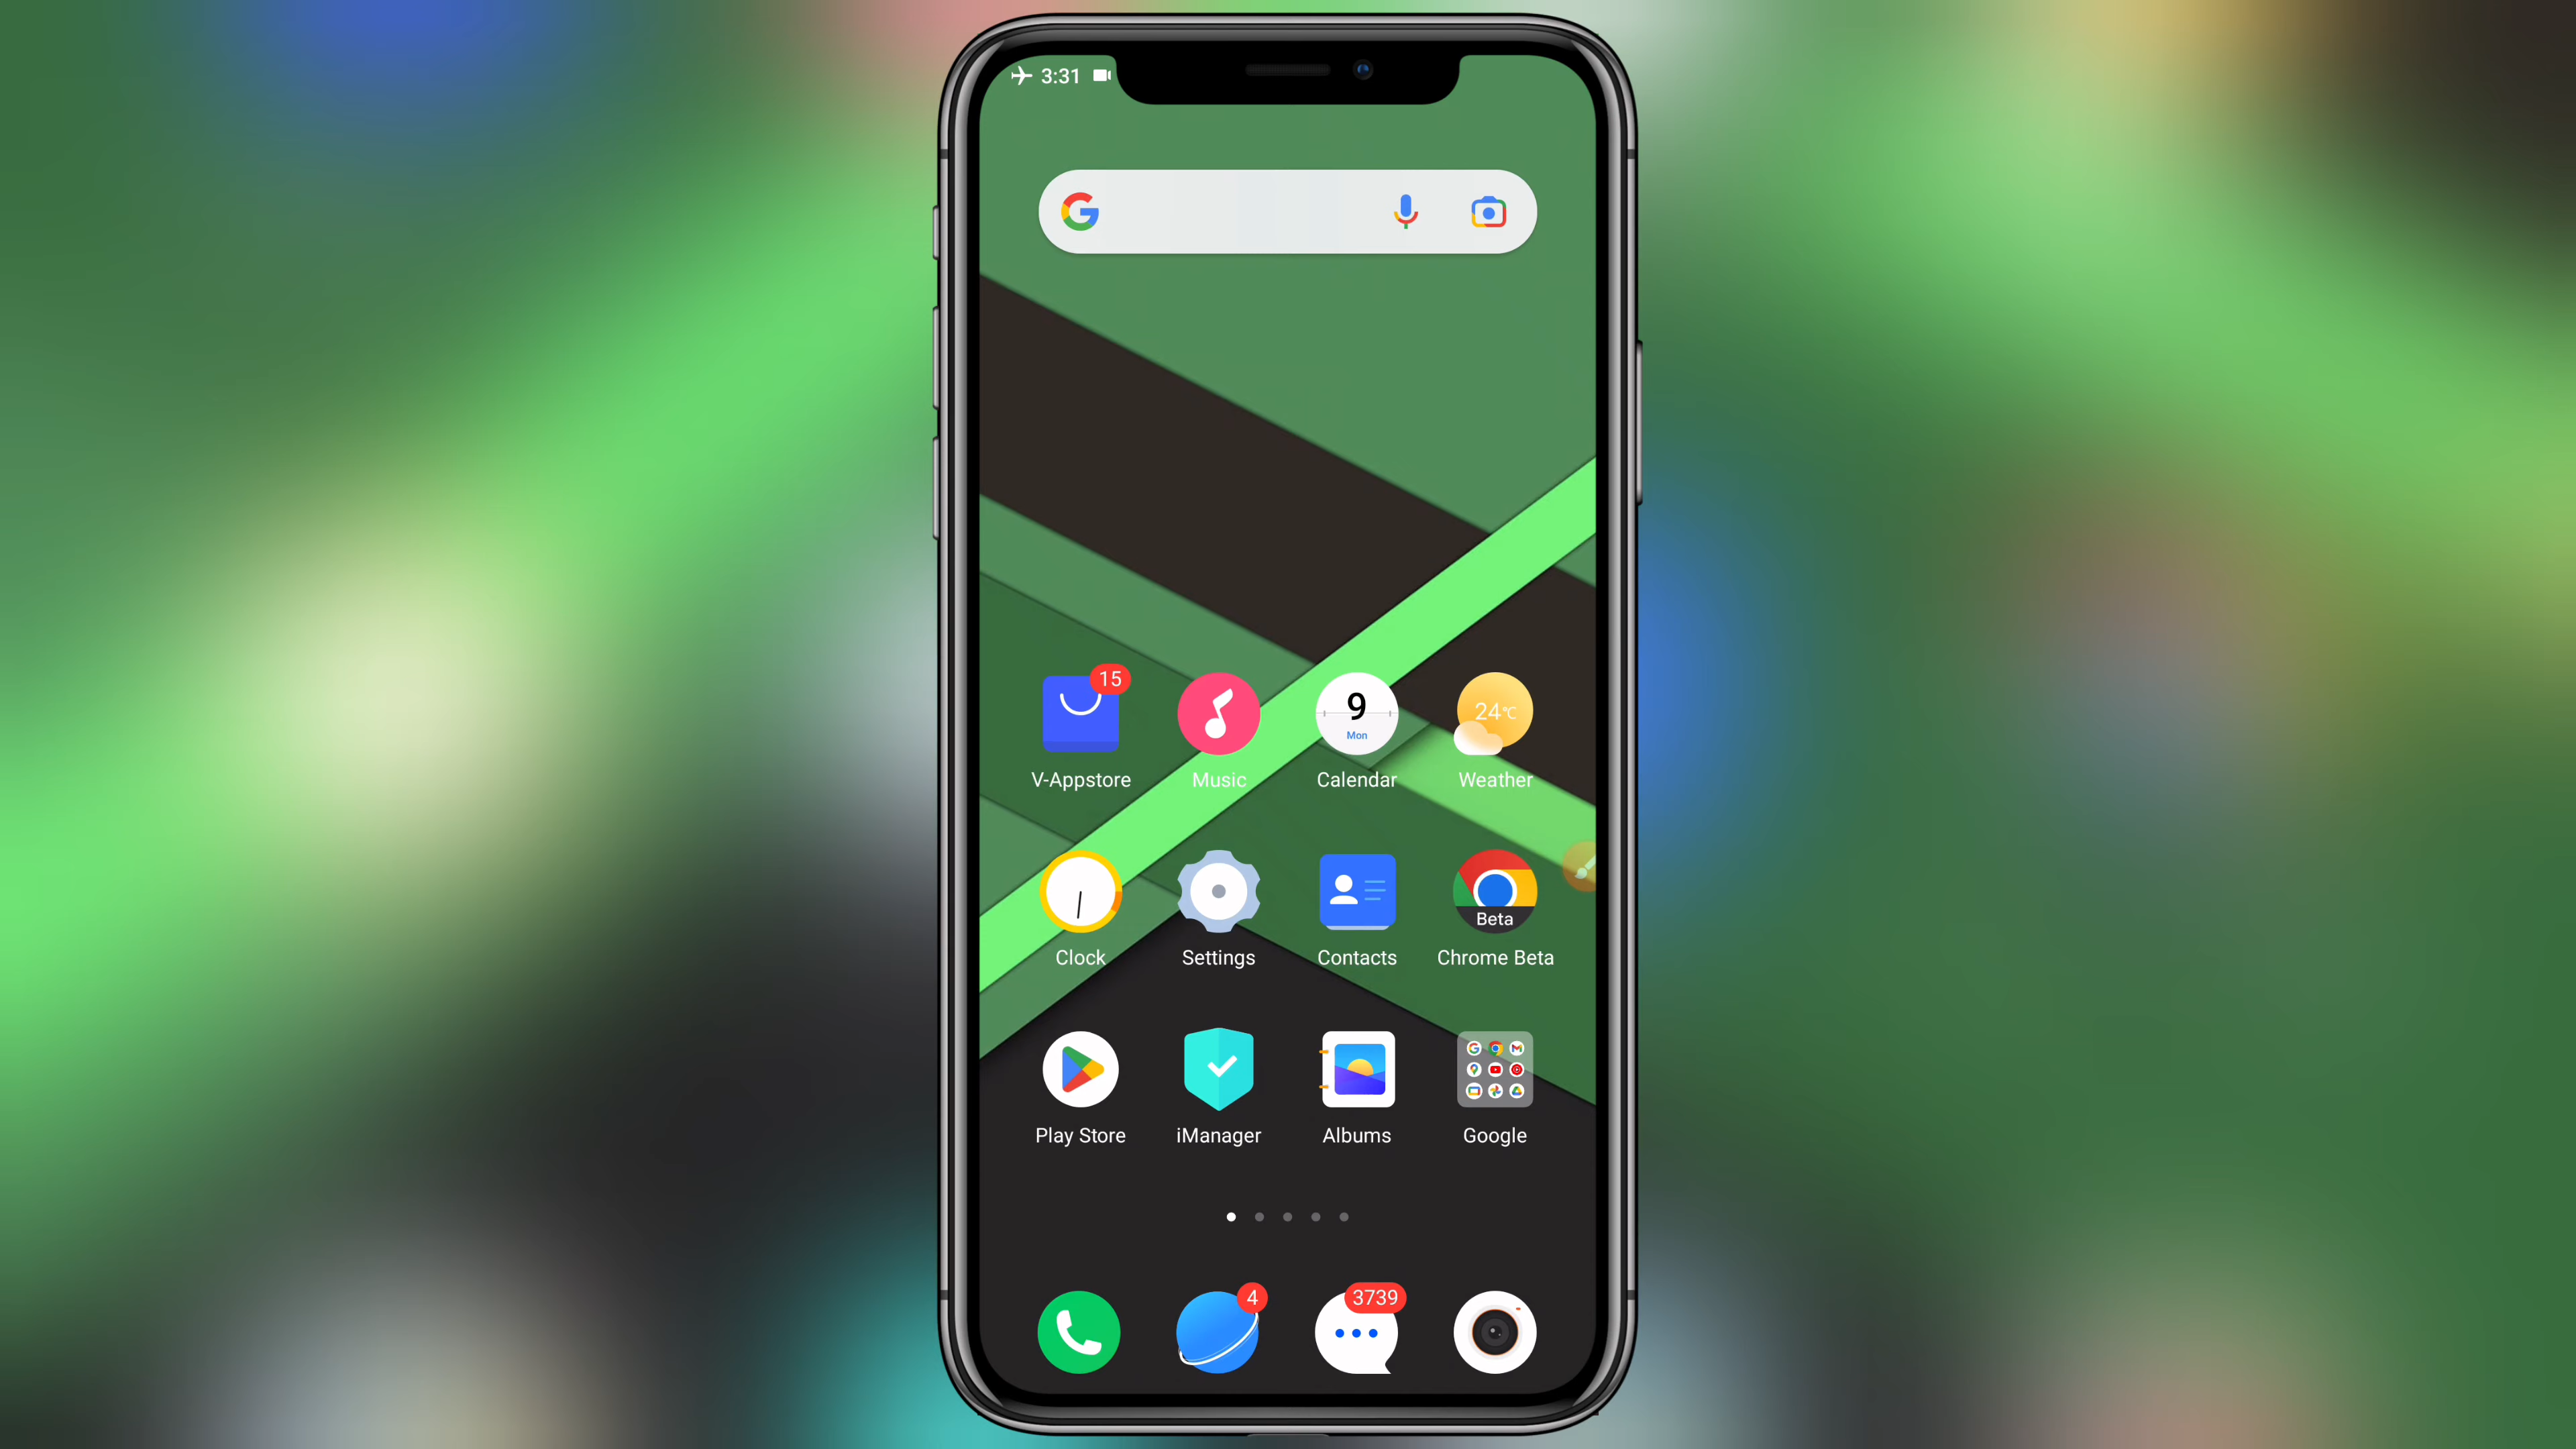 3:31
15
9
Mon
24℃
V-Appstore
Music
Calendar
Weather
Beta
Clock
Settings
Contacts
Chrome Beta
Play Store
iManager
Albums
Google
4
3739